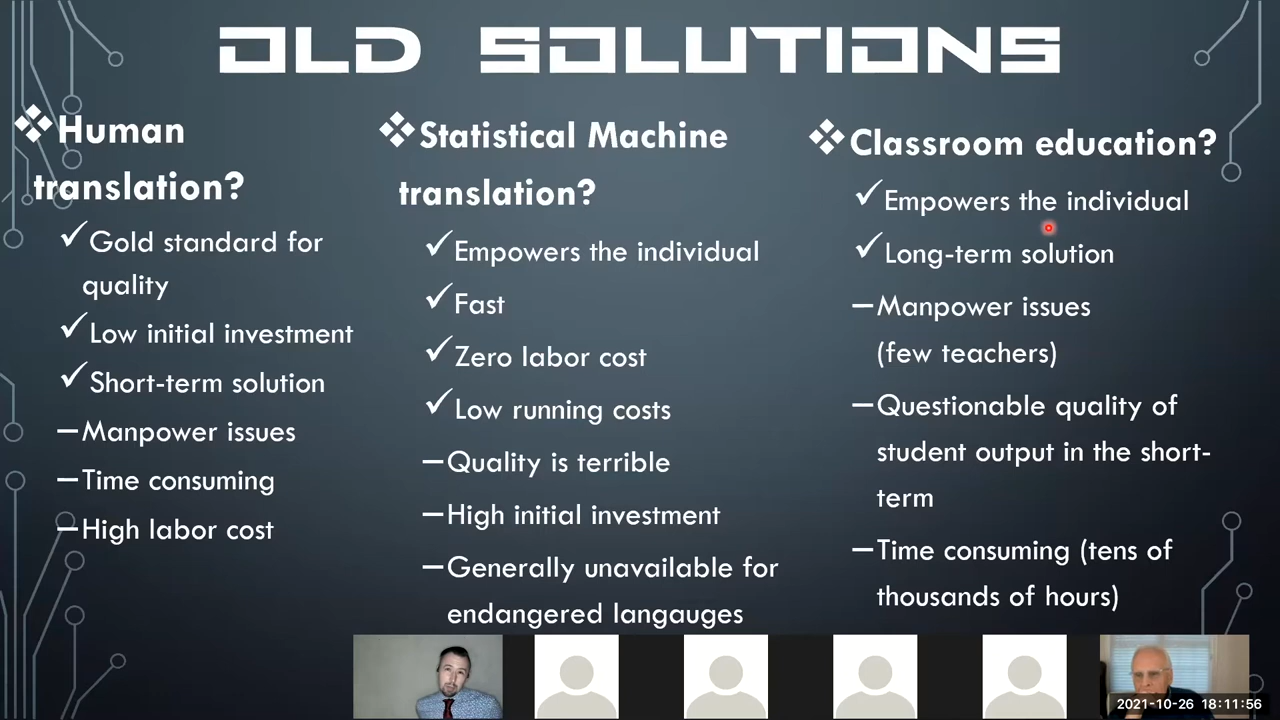 OLD SOLUTIONS
❖Human
translation?
✓Gold standard for
quality
✓Low initial investment
✓Short-term solution
–Manpower issues
–Time consuming
–High labor cost
❖Statistical Machine
translation?
✓Empowers the individual
✓Fast
✓Zero labor cost
✓Low running costs
–Quality is terrible
–High initial investment
–Generally unavailable for
endangered langauges
❖Classroom education?
✓Empowers the individual
✓Long-term solution
–Manpower issues
(few teachers)
–Questionable quality of
student output in the short-
term
–Time consuming (tens of
thousands of hours)
2021-10-26 18:11:56